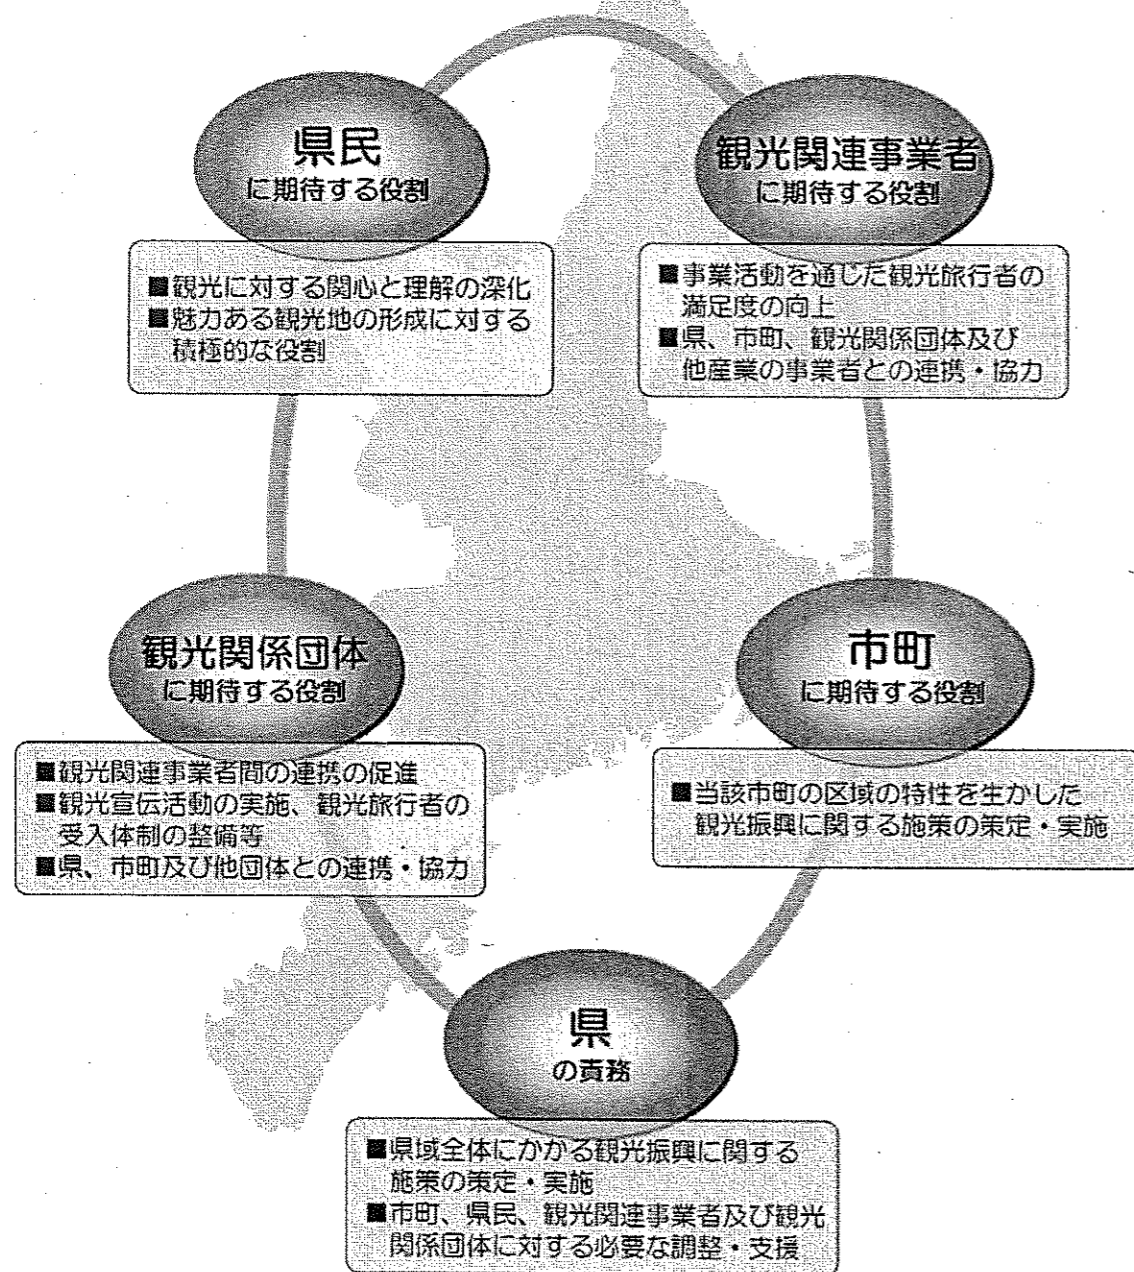 県民
に期待する役割
■観光に対する関心と理解の深化
■魅力ある観光地の形成に対する
積極的な役割
観光関連事業者
に期待する役割
■事業活動を通じた観光旅行者の
満足度の向上
■県、市町、観光関係団体及び
他産業の事業者との連携・協力
観光関係団体
に期待する役割
■観光関連事業者間の連携の促進
■観光宣伝活動の実施、観光旅行者の
受入体制の整備等
■県、市町及び他団体との連携・協力
市町
に期待する役割
■当該市町の区域の特性を生かした
観光振興に関する施策の策定・実施
県
の責務
■県域全体にかかる観光振興に関する
施策の策定・実施
■市町、県民、観光関連事業者及び観光
関係団体に対する必要な調整・支援